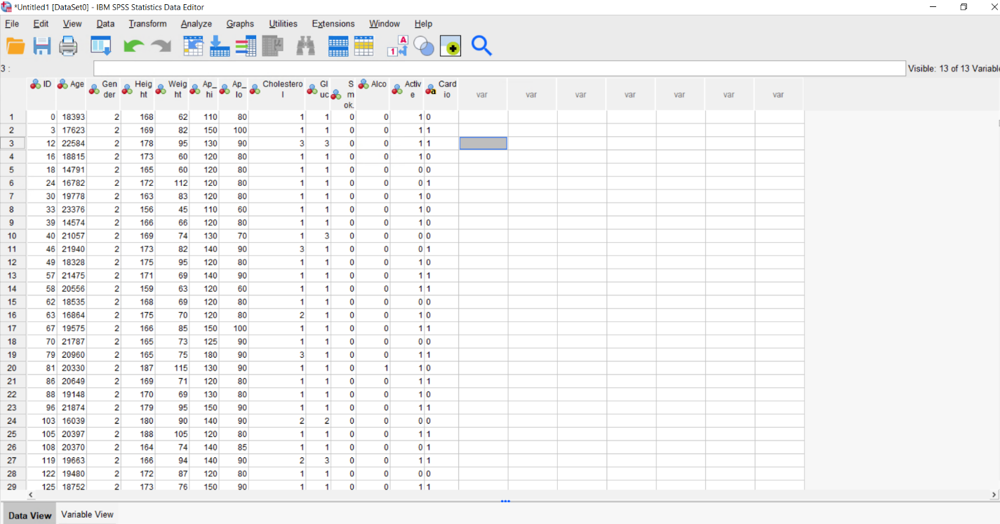 *Untitled1 [DataSet0] - IBM SPSS Statistics Data Editor
File Edit View Data Transform Analyze Graphs Utilities Extensions Window Help
3 : Visible: 13 of 13 Variable
ID Age Gender Height Weight Ap_hi Ap_lo Cholesterol Gluc Smok. Alco Active Cardio var var var var var var var
1 0 18393 2 168 62 110 80 1 1 0 0 1 0
2 3 17623 2 169 82 150 100 1 1 0 0 1 1
3 12 22584 2 178 95 130 90 3 3 0 0 1 1
4 16 18815 2 173 60 120 80 1 1 0 0 1 0
5 18 14791 2 165 60 120 80 1 1 0 0 0 0
6 24 16782 2 172 112 120 80 1 1 0 0 0 1
7 30 19778 2 163 83 120 80 1 1 0 0 1 0
8 33 23376 2 156 45 110 60 1 1 0 0 1 0
9 39 14574 2 166 66 120 80 1 1 0 0 1 0
10 40 21057 2 169 74 130 70 1 3 0 0 0 0
11 46 21940 2 173 82 140 90 3 1 0 0 0 1
12 49 18328 2 175 95 120 80 1 1 0 0 1 0
13 57 21475 2 171 69 140 90 1 1 0 0 1 1
14 58 20556 2 159 63 120 60 1 1 0 0 1 1
15 62 18535 2 168 69 120 80 1 1 0 0 0 0
16 63 16864 2 175 70 120 80 2 1 0 0 1 0
17 67 19575 2 166 85 150 100 1 1 0 0 1 1
18 70 21787 2 165 73 125 90 1 1 0 0 0 0
19 79 20960 2 165 75 180 90 3 1 0 0 1 1
20 81 20330 2 187 115 130 90 1 1 0 1 1 0
21 86 20649 2 169 71 120 80 1 1 0 0 1 1
22 88 19148 2 170 69 130 80 1 1 0 0 1 0
23 96 21874 2 179 95 150 90 1 1 0 0 1 1
24 103 16039 2 180 90 140 90 2 2 0 0 0 0
25 105 20397 2 188 105 120 80 1 1 0 0 1 1
26 108 20370 2 164 74 140 85 1 1 0 0 0 1
27 119 19663 2 166 94 140 90 2 3 0 0 1 1
28 122 19480 2 172 87 120 80 1 1 0 0 0 0
29 125 18752 2 173 76 150 90 1 1 0 0 1 1
Data View Variable View